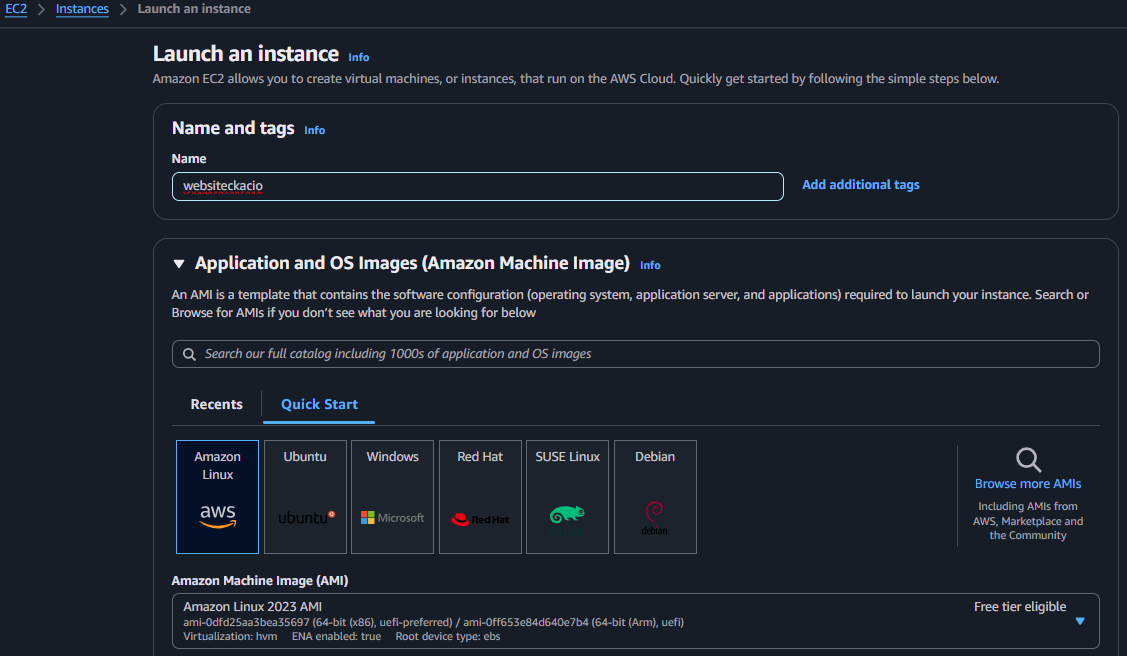 EC2 > Instances > Launch an instance
Launch an instance Info
Amazon EC2 allows you to create virtual machines, or instances, that run on the AWS Cloud. Quickly get started by following the simple steps below.
Name and tags Info
Name
websiteckacio
Add additional tags
Application and OS Images (Amazon Machine Image) Info
An AMI is a template that contains the software configuration (operating system, application server, and applications) required to launch your instance. Search or
Browse for AMIs if you don’t see what you are looking for below
Search our full catalog including 1000s of application and OS images
Recents
Quick Start
Amazon
Linux
aws
Ubuntu
ubuntu
Windows
Microsoft
Red Hat
Red Hat
SUSE Linux
Debian
debian
Browse more AMIs
Including AMIs from
AWS, Marketplace and
the Community
Amazon Machine Image (AMI)
Amazon Linux 2023 AMI
Free tier eligible
ami-0dfd25aa3bea35697 (64-bit (x86), uefi-preferred) / ami-0ff653e84d640e7b4 (64-bit (Arm), uefi)
Virtualization: hvm ENA enabled: true Root device type: ebs